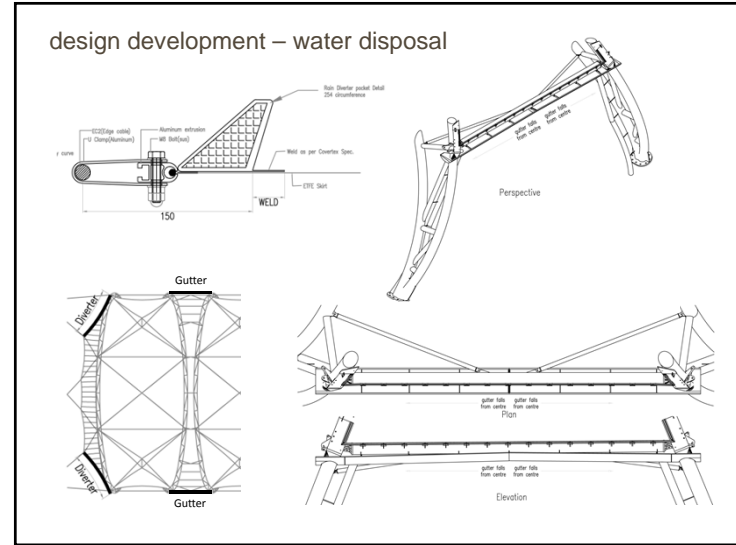 design development – water disposal
Rain Diverter pocket Detail
254 circumference
EC2(Edge cable)
U Clamp(Aluminum)
Aluminum extrusion
M8 Bolt(sus)
y curve
Weld as per Covertex Spec.
ETFE Skirt
WELD
150
gutter falls
from centre
gutter falls
from centre
Perspective
Gutter
Diverter
Diverter
Gutter
gutter falls
from centre
gutter falls
from centre
Plan
gutter falls
from centre
gutter falls
from centre
Elevation